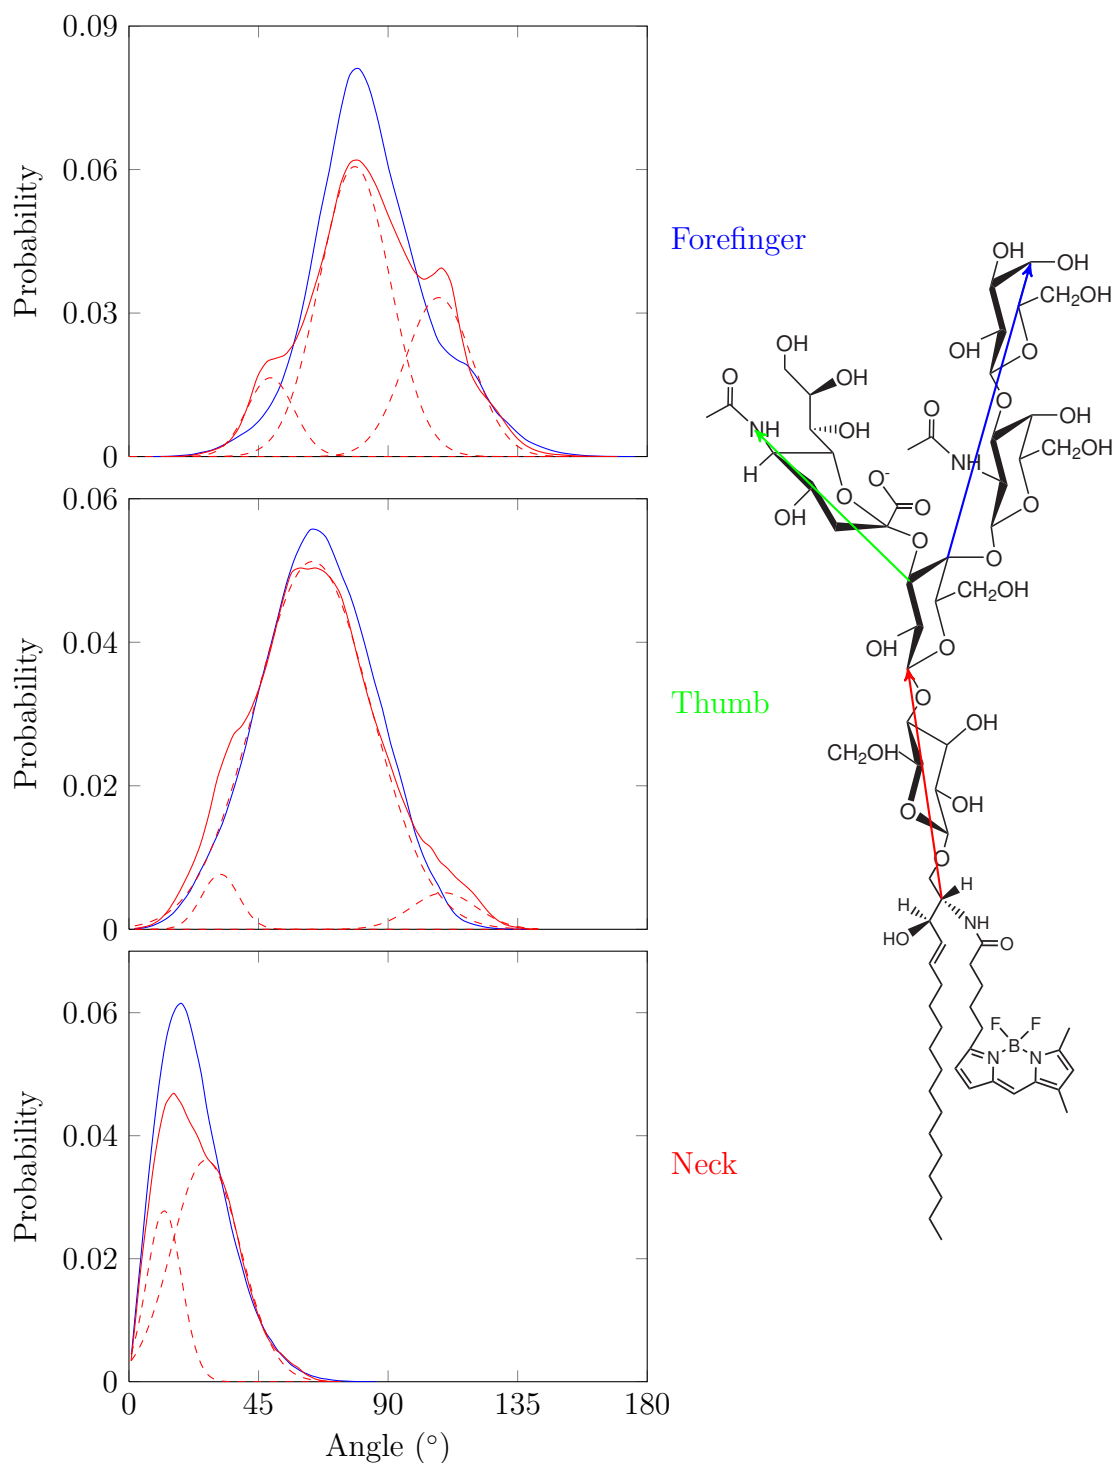 0.09
0.06
0.03
0
Probability
0.06
0.04
0.02
0
Probability
0.06
0.04
0.02
0
Probability
0
45
90
135
180
Angle (°)
Forefinger
Thumb
Neck
OH
OH
CH₂OH
OH
O
O
OH
OH
OH
O
NH
H
O
OH
O⁻
O
O
O
NH
OH
CH₂OH
O
O
CH₂OH
OH
O
O
OH
CH₂OH
O
OH
O
H
H
HO
NH
O
F
F
B
N
N